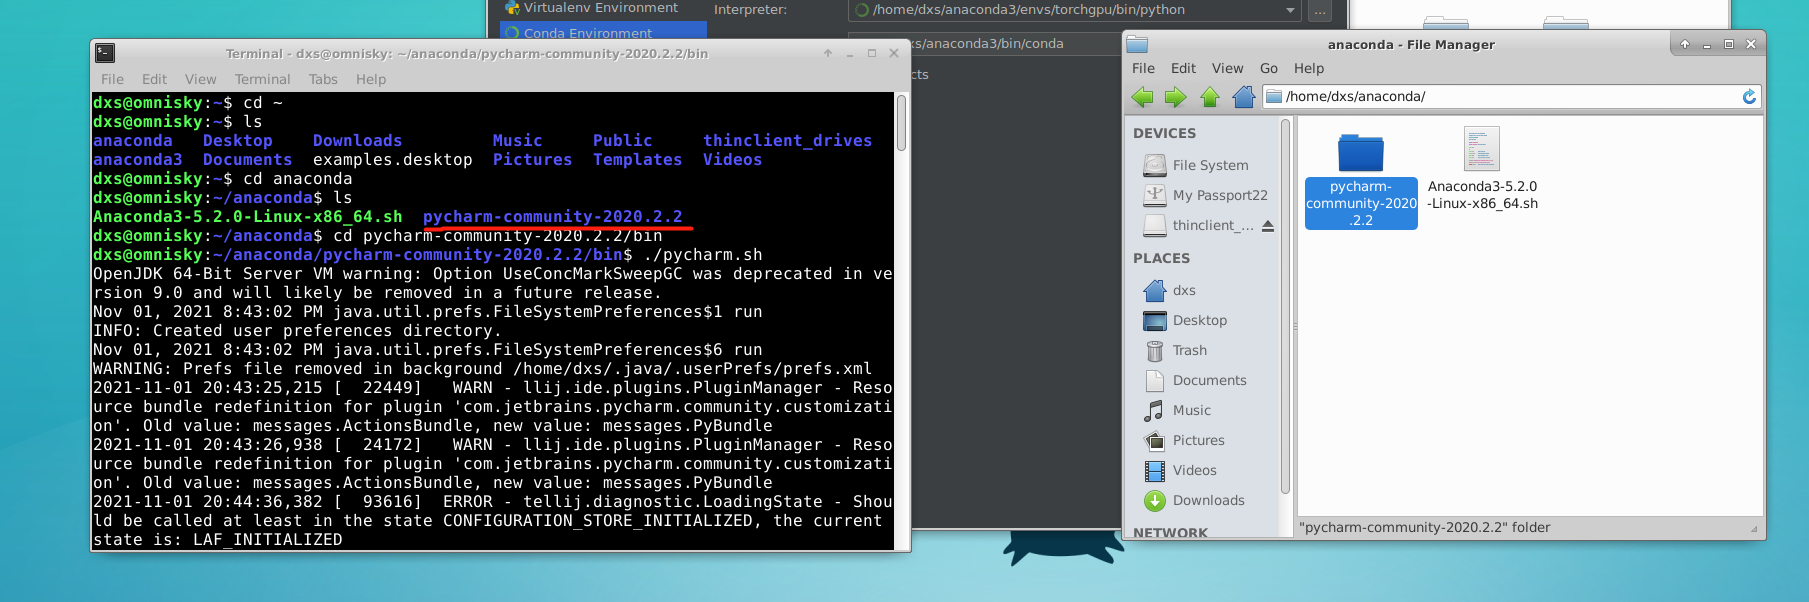 Virtualenv Environment
Interpreter:
/home/dxs/anaconda3/envs/torchgpu/bin/python
...
Conda Environment
xs/anaconda3/bin/conda
cts
Terminal - dxs@omnisky: ~/anaconda/pycharm-community-2020.2.2/bin
File Edit View Terminal Tabs Help
dxs@omnisky:~$ cd ~
dxs@omnisky:~$ ls
anaconda Desktop Downloads Music Public thinclient_drives
anaconda3 Documents examples.desktop Pictures Templates Videos
dxs@omnisky:~$ cd anaconda
dxs@omnisky:~/anaconda$ ls
Anaconda3-5.2.0-Linux-x86_64.sh pycharm-community-2020.2.2
dxs@omnisky:~/anaconda$ cd pycharm-community-2020.2.2/bin
dxs@omnisky:~/anaconda/pycharm-community-2020.2.2/bin$ ./pycharm.sh
OpenJDK 64-Bit Server VM warning: Option UseConcMarkSweepGC was deprecated in ve
rsion 9.0 and will likely be removed in a future release.
Nov 01, 2021 8:43:02 PM java.util.prefs.FileSystemPreferences$1 run
INFO: Created user preferences directory.
Nov 01, 2021 8:43:02 PM java.util.prefs.FileSystemPreferences$6 run
WARNING: Prefs file removed in background /home/dxs/.java/.userPrefs/prefs.xml
2021-11-01 20:43:25,215 [  22449]   WARN - llij.ide.plugins.PluginManager - Reso
urce bundle redefinition for plugin 'com.jetbrains.pycharm.community.customizati
on'. Old value: messages.ActionsBundle, new value: messages.PyBundle
2021-11-01 20:43:26,938 [  24172]   WARN - llij.ide.plugins.PluginManager - Reso
urce bundle redefinition for plugin 'com.jetbrains.pycharm.community.customizati
on'. Old value: messages.ActionsBundle, new value: messages.PyBundle
2021-11-01 20:44:36,382 [  93616]  ERROR - tellij.diagnostic.LoadingState - Shou
ld be called at least in the state CONFIGURATION_STORE_INITIALIZED, the current
state is: LAF_INITIALIZED
anaconda - File Manager
File Edit View Go Help
/home/dxs/anaconda/
DEVICES
File System
My Passport22
thinclient_...
PLACES
dxs
Desktop
Trash
Documents
Music
Pictures
Videos
Downloads
NETWORK
pycharm-
community-2020
.2.2
Anaconda3-5.2.0
-Linux-x86_64.sh
"pycharm-community-2020.2.2" folder